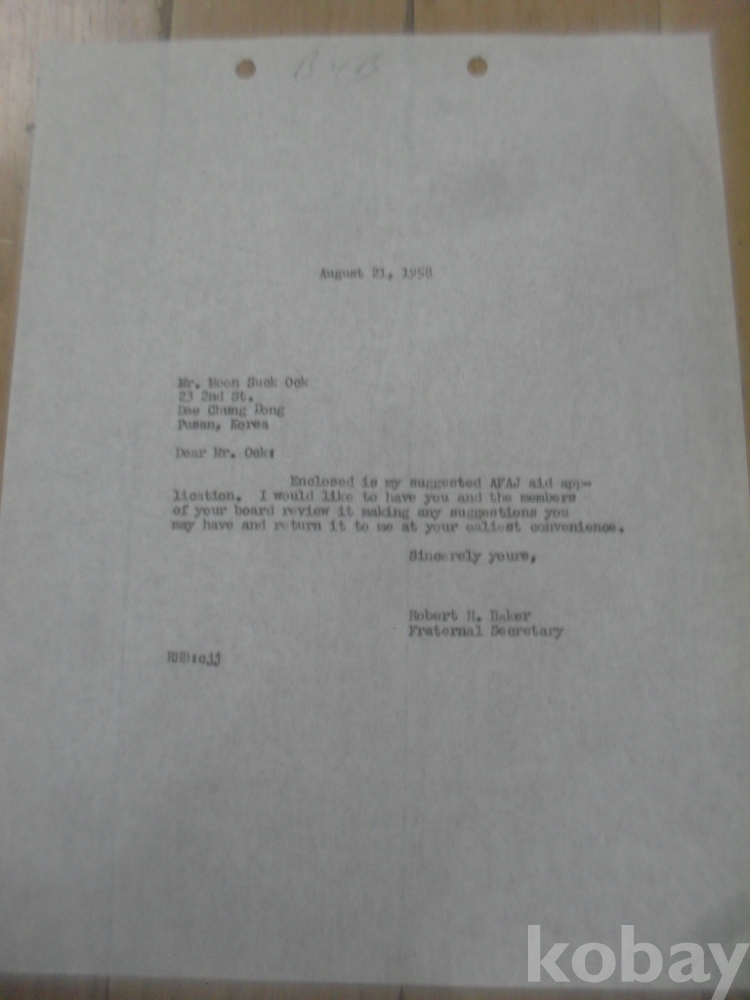 B & B
August 21, 1958
Mr. Moon Suck Ock
23 2nd St.
Dae Chung Dong
Pusan, Korea
Dear Mr. Ock:
Enclosed is my suggested AFAJ aid app-
lication. I would like to have you and the members
of your board review it making any suggestions you
may have and return it to me at your ealiest convenience.
Sincerely yours,
Robert H. Baker
Fraternal Secretary
RHB:cjj
kobay